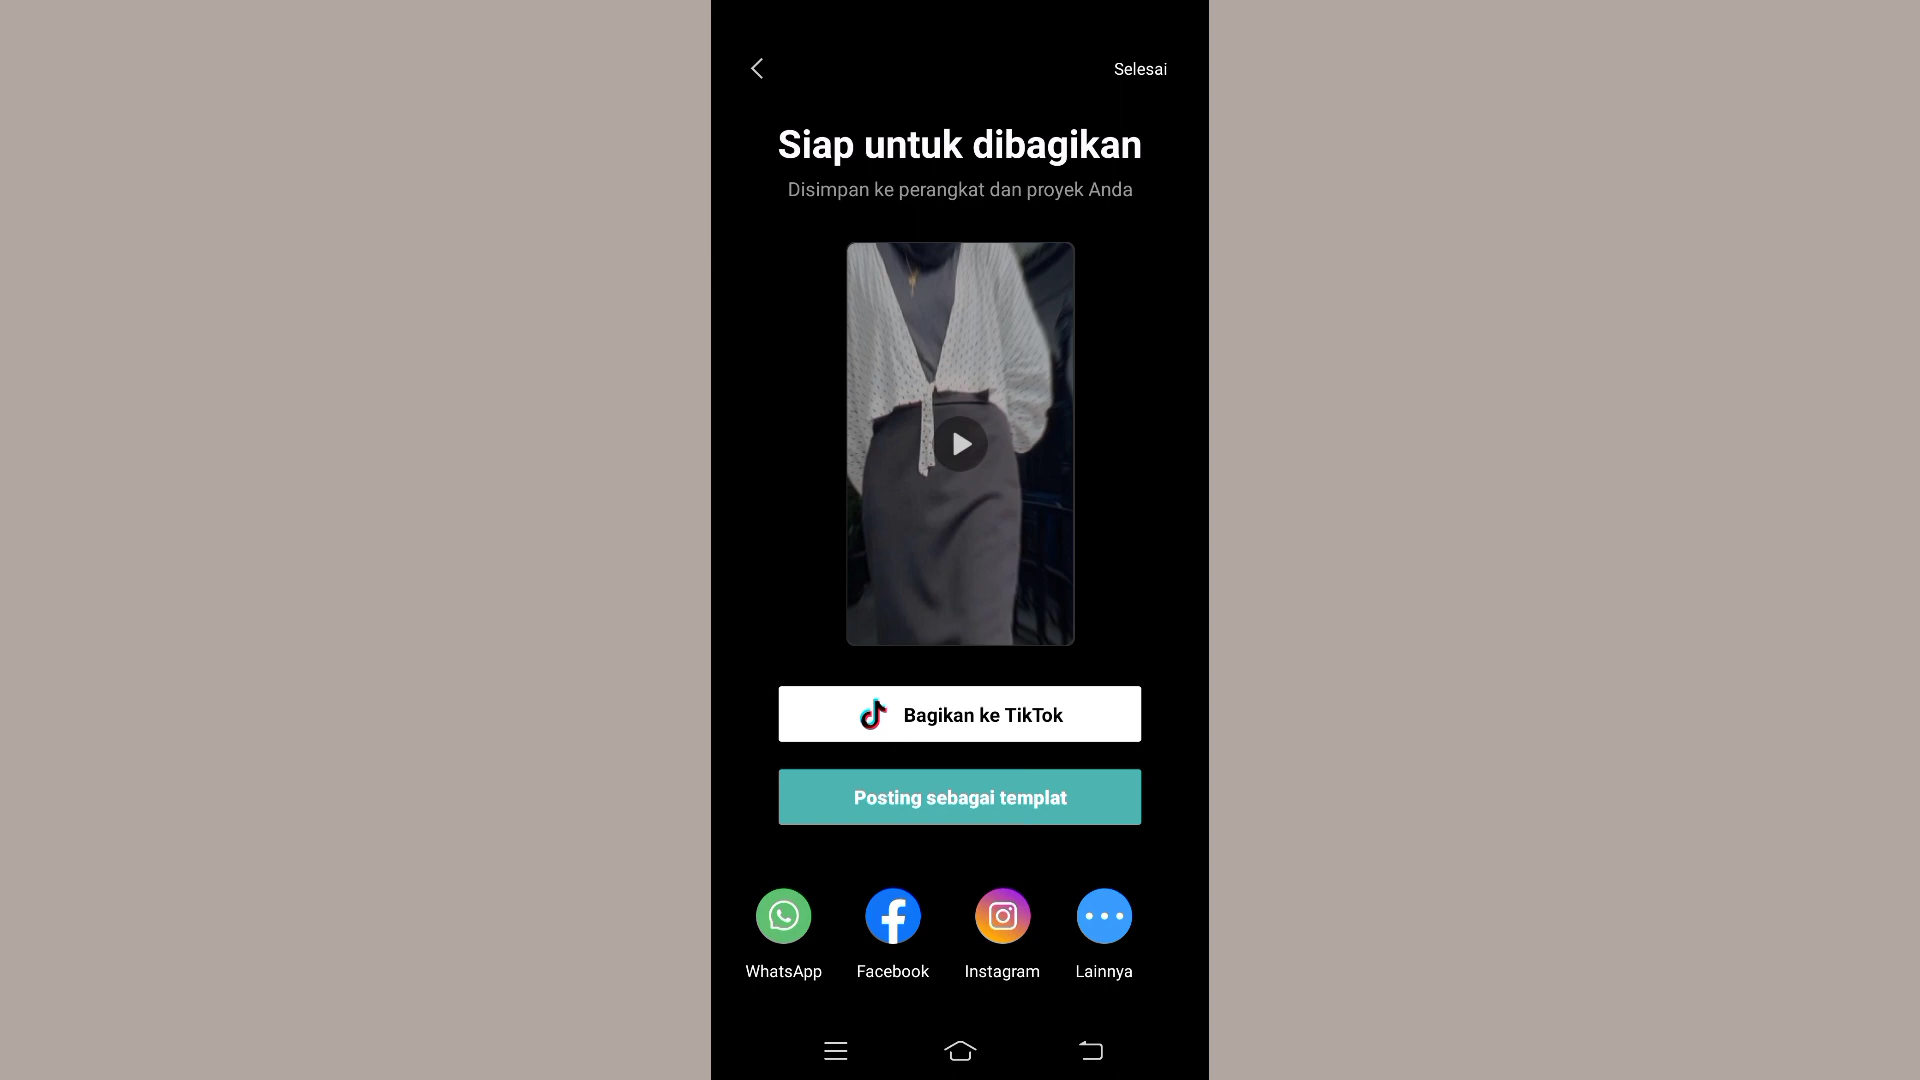 Selesai
Siap untuk dibagikan
Disimpan ke perangkat dan proyek Anda
Bagikan ke TikTok
Posting sebagai templat
WhatsApp Facebook Instagram Lainnya